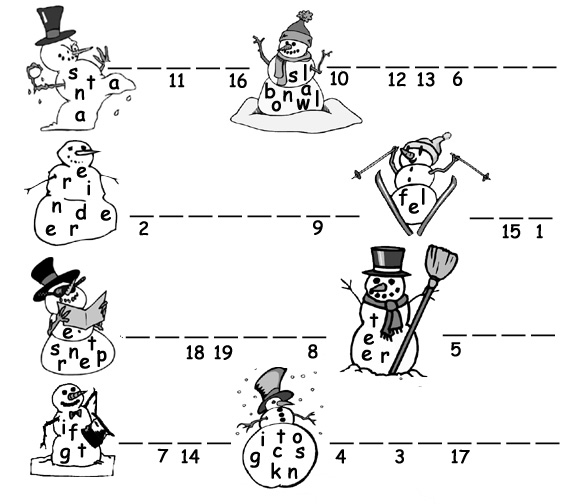 s
n t a
a
11 16
s l
b n a
o w l
10 12 13 6
e
r i
n d e
e r
2 9
f l
e
15 1
e
s n t
r e p
18 19 8
t
e
e r
5
i f
g t
7 14
i t o
g c s
k n
4 3 17